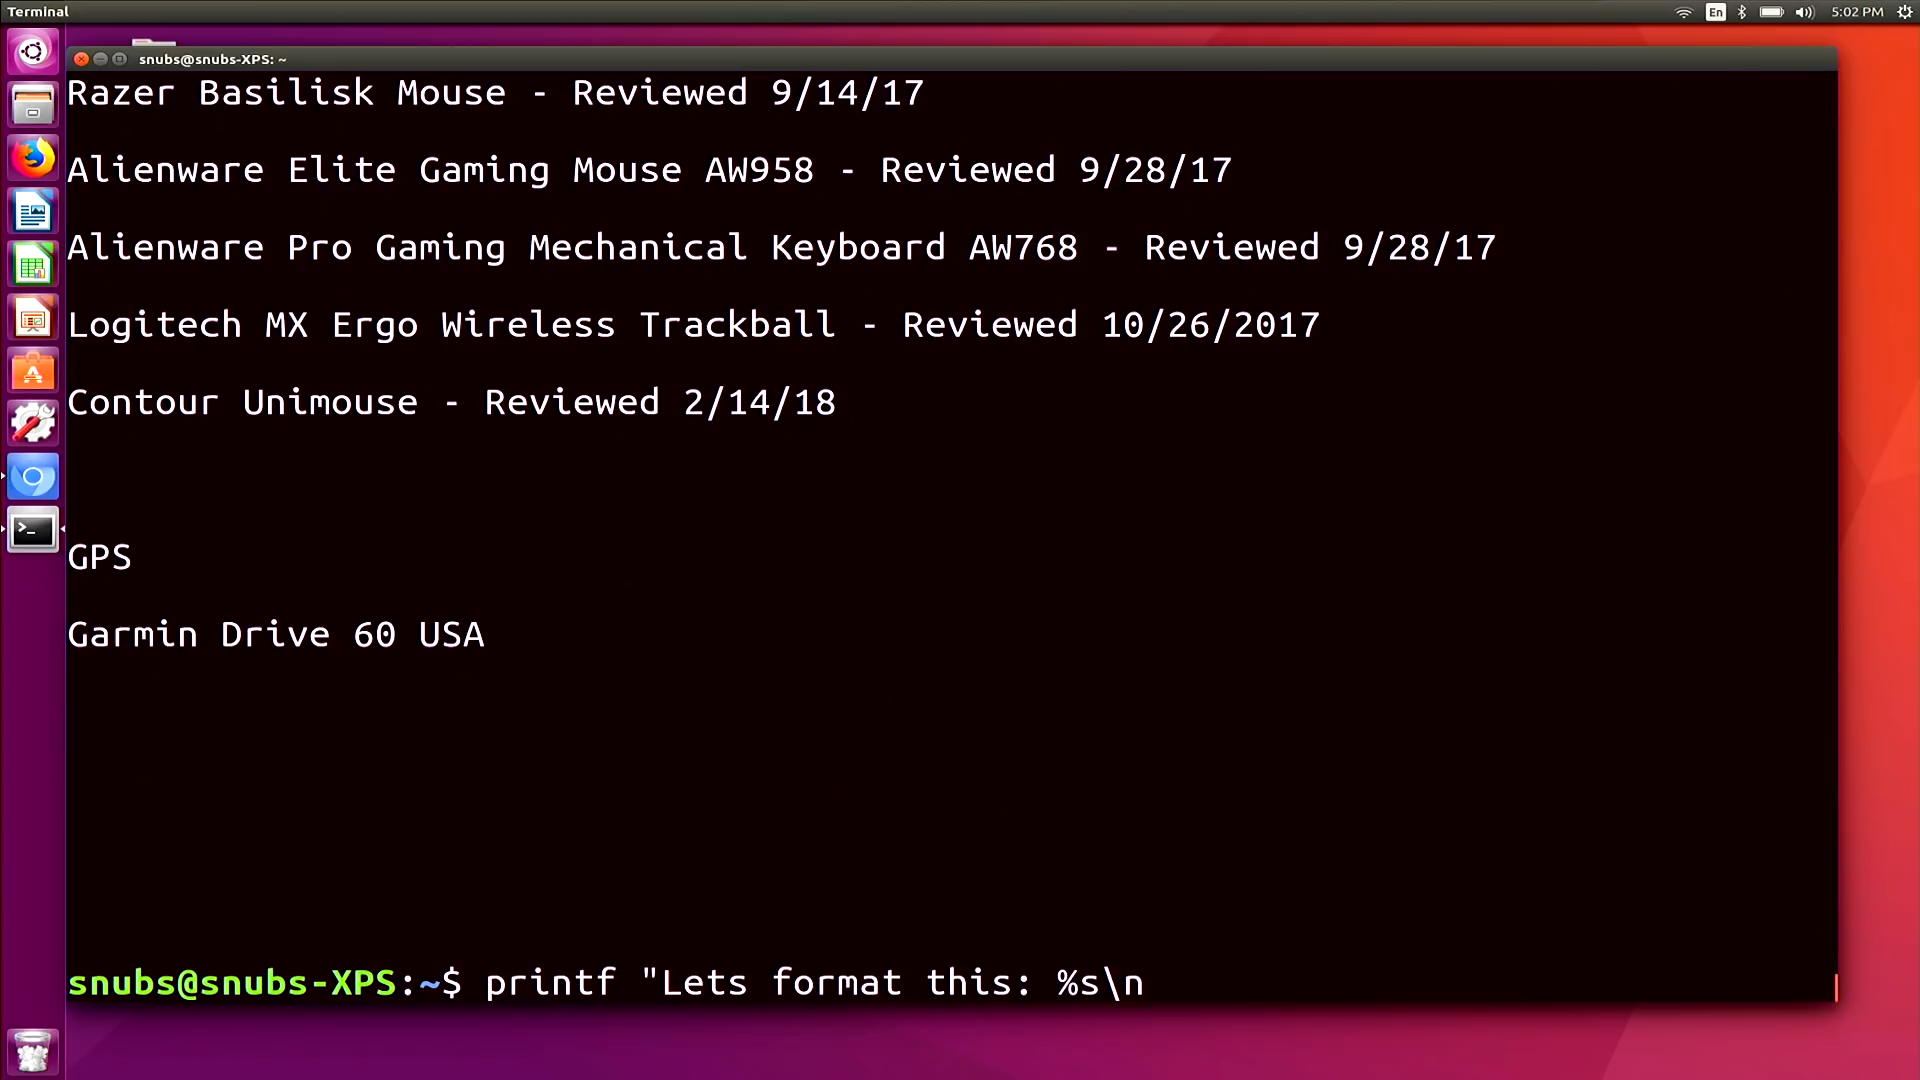 Terminal
En
5:02 PM
snubs@snubs-XPS: ~
Razer Basilisk Mouse - Reviewed 9/14/17
Alienware Elite Gaming Mouse AW958 - Reviewed 9/28/17
Alienware Pro Gaming Mechanical Keyboard AW768 - Reviewed 9/28/17
Logitech MX Ergo Wireless Trackball - Reviewed 10/26/2017
Contour Unimouse - Reviewed 2/14/18
GPS
Garmin Drive 60 USA
snubs@snubs-XPS:~$ printf "Lets format this: %s\n